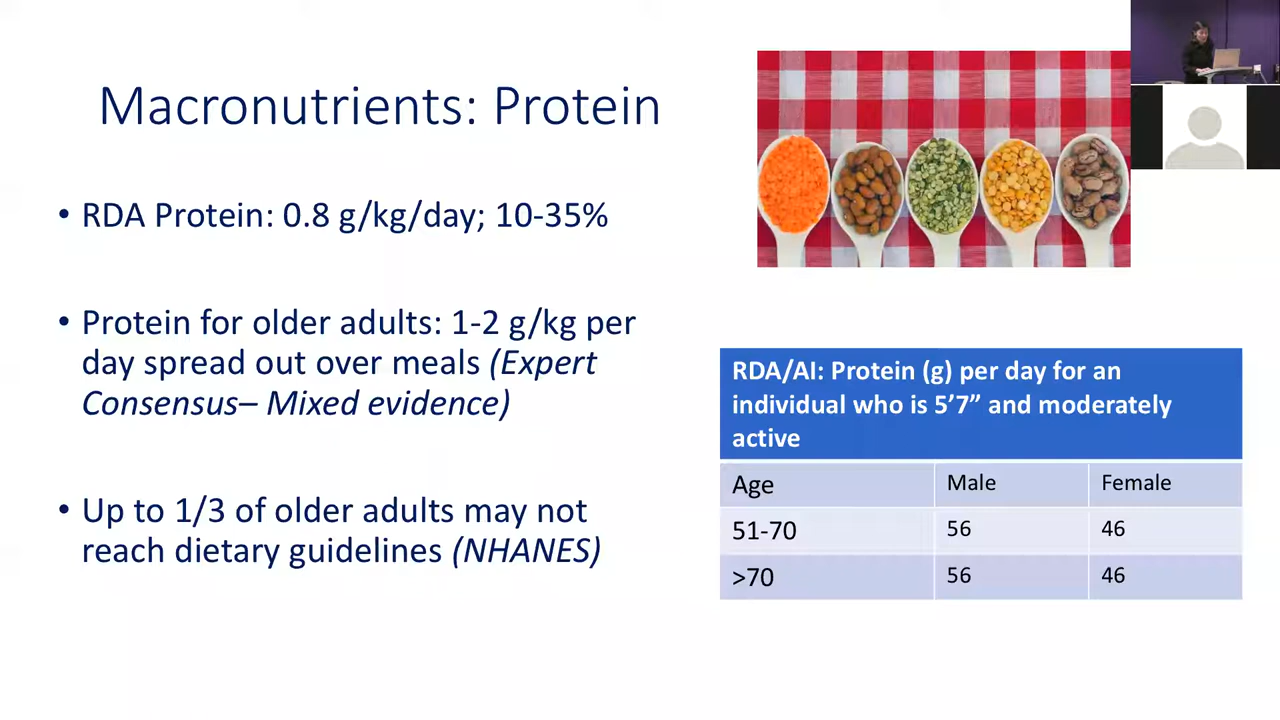 Macronutrients: Protein
• RDA Protein: 0.8 g/kg/day; 10-35%
• Protein for older adults: 1-2 g/kg per
day spread out over meals (Expert
Consensus– Mixed evidence)
• Up to 1/3 of older adults may not
reach dietary guidelines (NHANES)
RDA/AI: Protein (g) per day for an
individual who is 5’7” and moderately
active
Age Male Female
51-70 56 46
>70 56 46